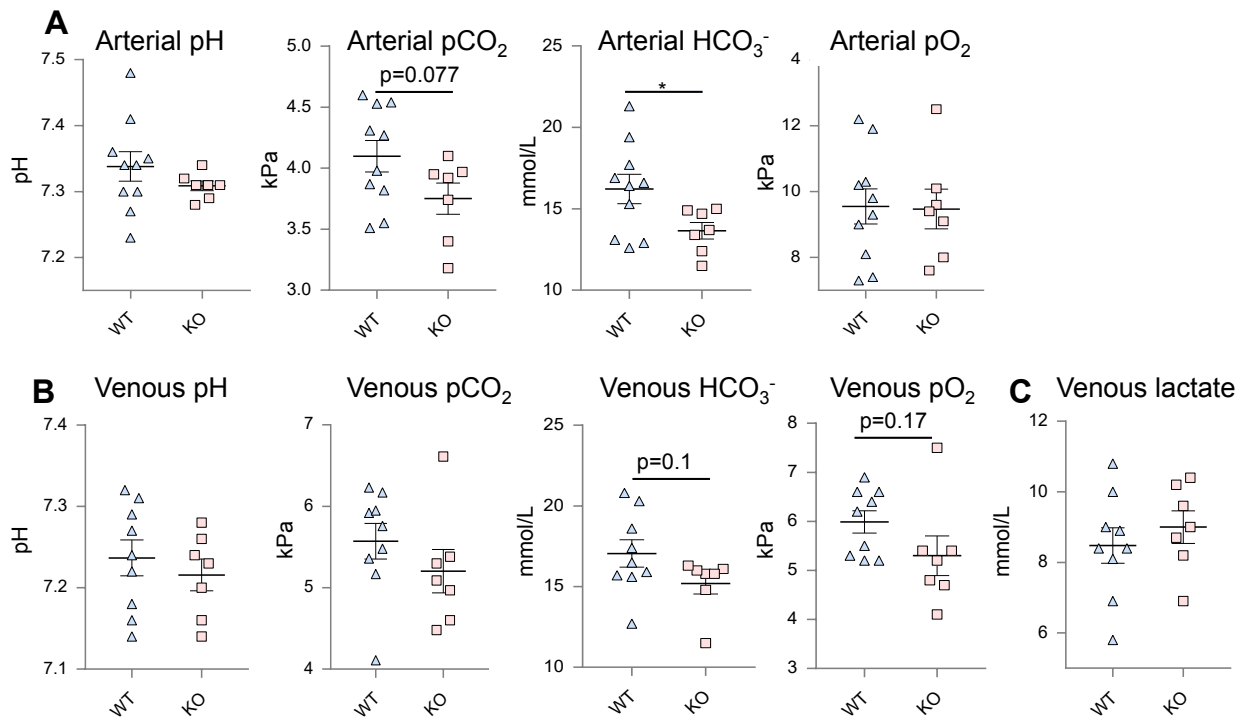 A
Arterial pH
pH
7.5
7.4
7.3
7.2
WT
KO
Arterial pCO₂
kPa
5.0
4.5
4.0
3.5
3.0
p=0.077
WT
KO
Arterial HCO₃⁻
mmol/L
25
20
15
10
*
WT
KO
Arterial pO₂
kPa
4
12
10
8
WT
KO
B
Venous pH
pH
7.4
7.3
7.2
7.1
WT
KO
Venous pCO₂
kPa
7
6
5
4
WT
KO
Venous HCO₃⁻
mmol/L
25
20
15
10
p=0.1
WT
KO
Venous pO₂
kPa
8
7
6
5
4
3
p=0.17
WT
KO
C
Venous lactate
mmol/L
12
10
8
6
WT
KO